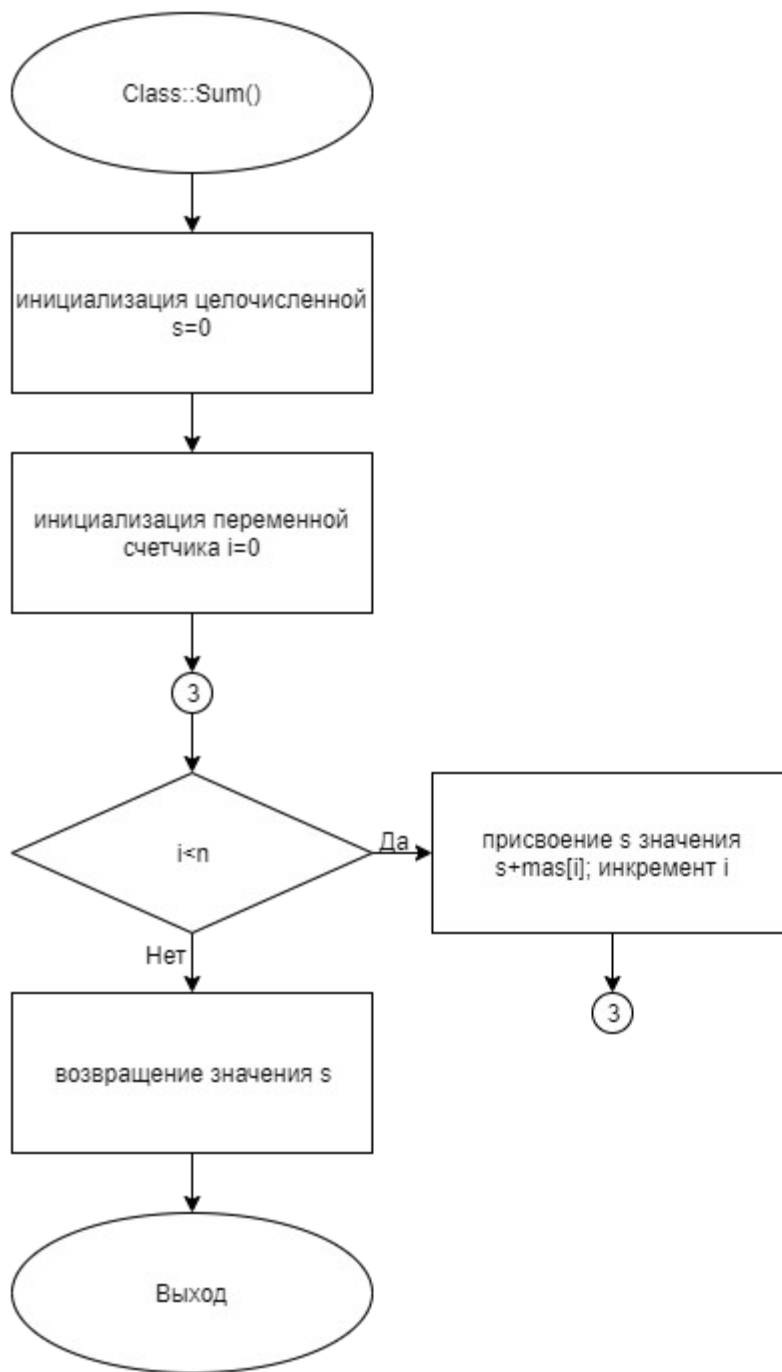 Class::Sum()
инициализация целочисленной
s=0
инициализация переменной
счетчика i=0
3
i<n
Да
присвоение s значения
s+mas[i]; инкремент i
Нет
3
возвращение значения s
Выход